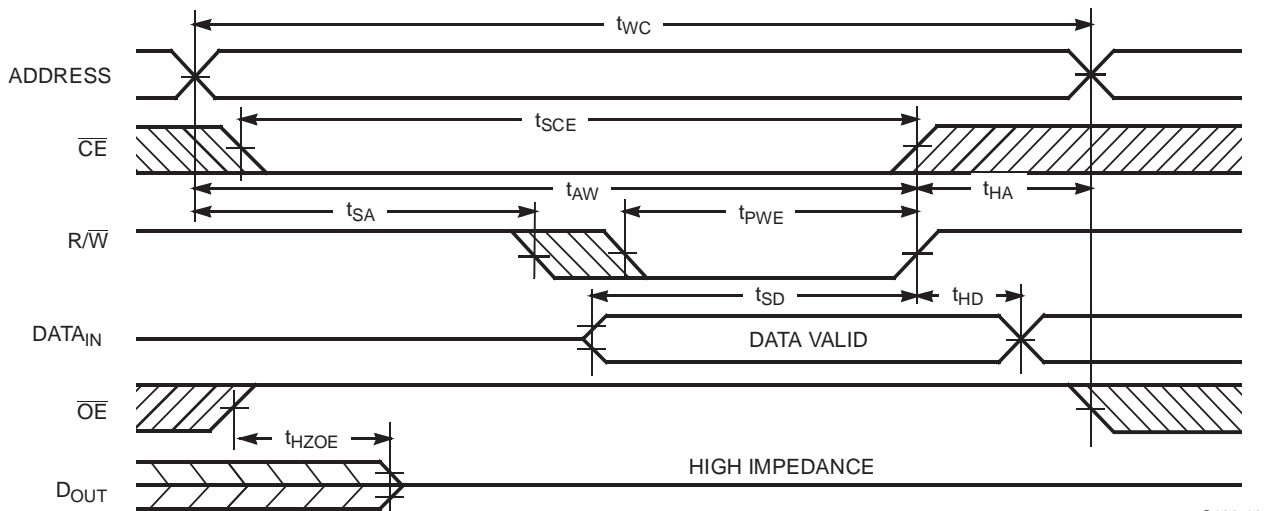 tWC
ADDRESS
tSCE
CE
tAW
tHA
tSA
tPWE
R/W
tSD
tHD
DATAIN
DATA VALID
OE
tHZOE
HIGH IMPEDANCE
DOUT